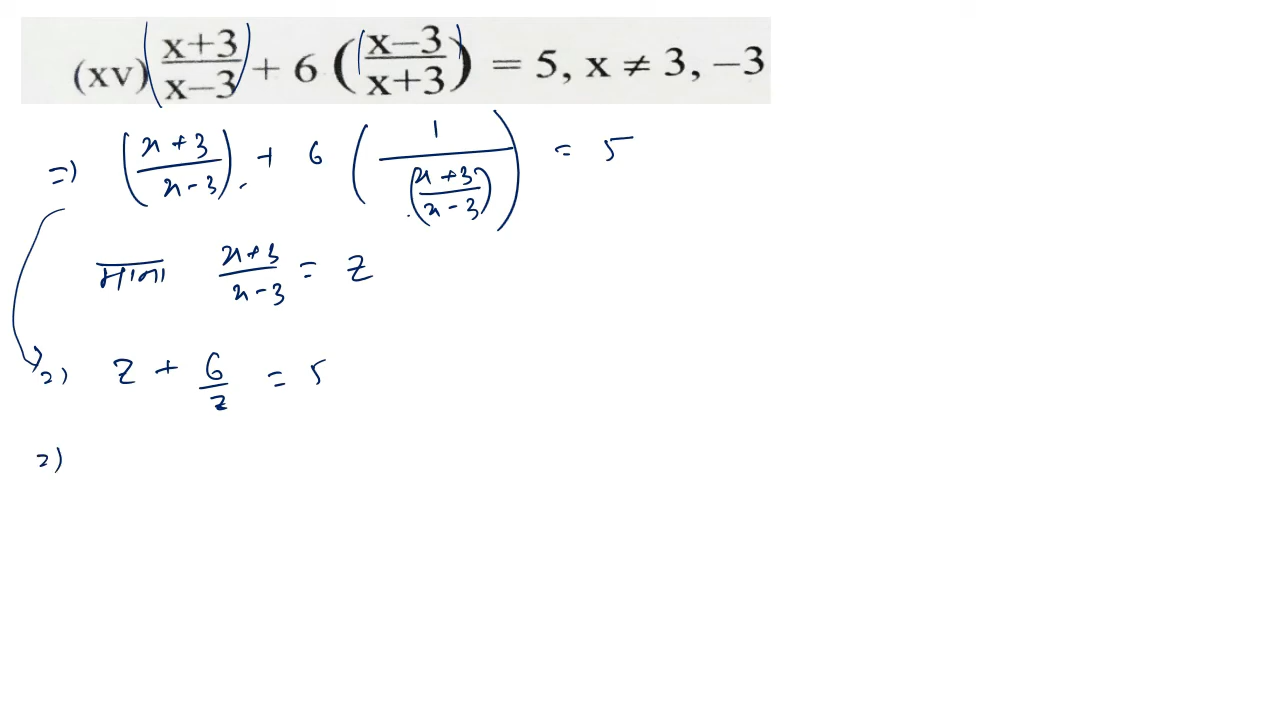 (xv) (x+3/x−3) + 6 (x−3/x+3) = 5, x ≠ 3, −3
=) (x+3/x-3) + 6 (1/(x+3/x-3)) = 5
माना x+3/x-3 = z
=) z + 6/z = 5
=)